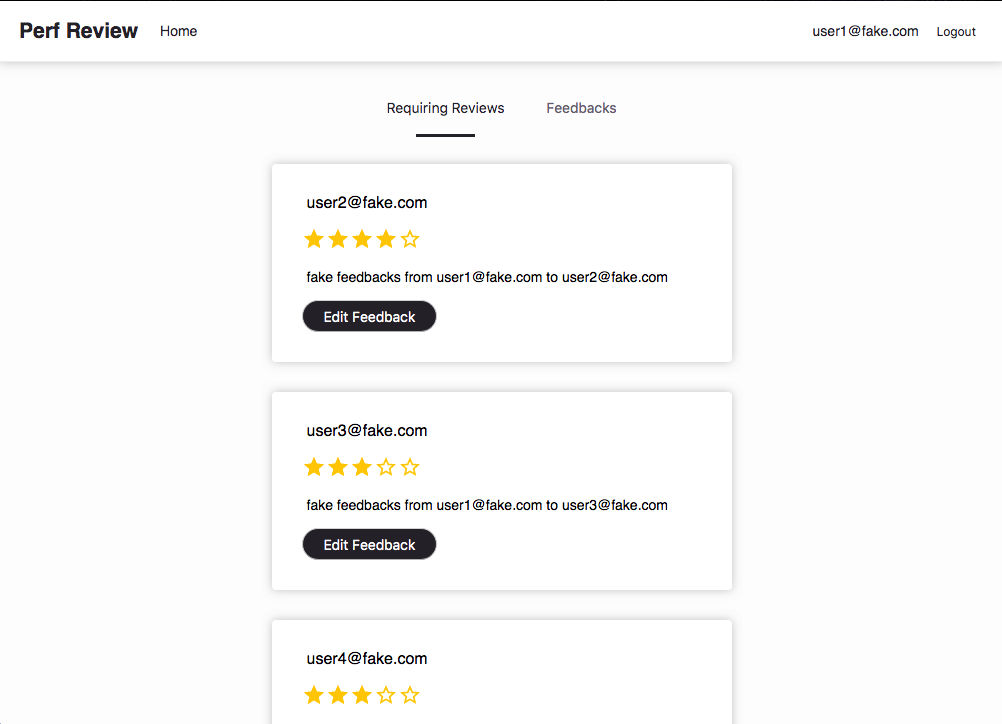 Perf Review Home user1@fake.com Logout
Requiring Reviews Feedbacks
user2@fake.com
fake feedbacks from user1@fake.com to user2@fake.com
Edit Feedback
user3@fake.com
fake feedbacks from user1@fake.com to user3@fake.com
Edit Feedback
user4@fake.com